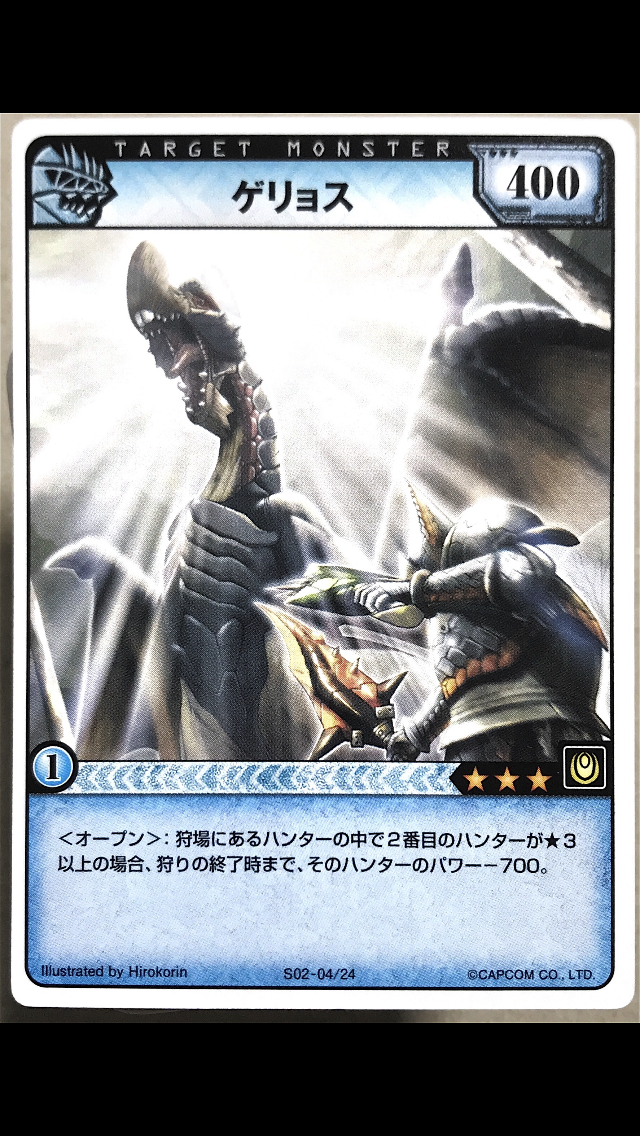 TARGET MONSTER
ゲリョス
400
1
★★★
＜オープン＞：狩場にあるハンターの中で２番目のハンターが★３
以上の場合、狩りの終了時まで、そのハンターのパワー－700。
Illustrated by Hirokorin
S02-04/24
©CAPCOM CO., LTD.